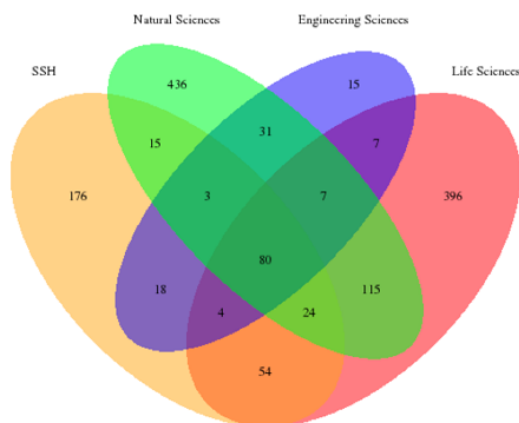 Natural Sciences Engineering Sciences
SSH Life Sciences
436 15
15 31 7
176 3 7 396
80
18 4 24 115
54